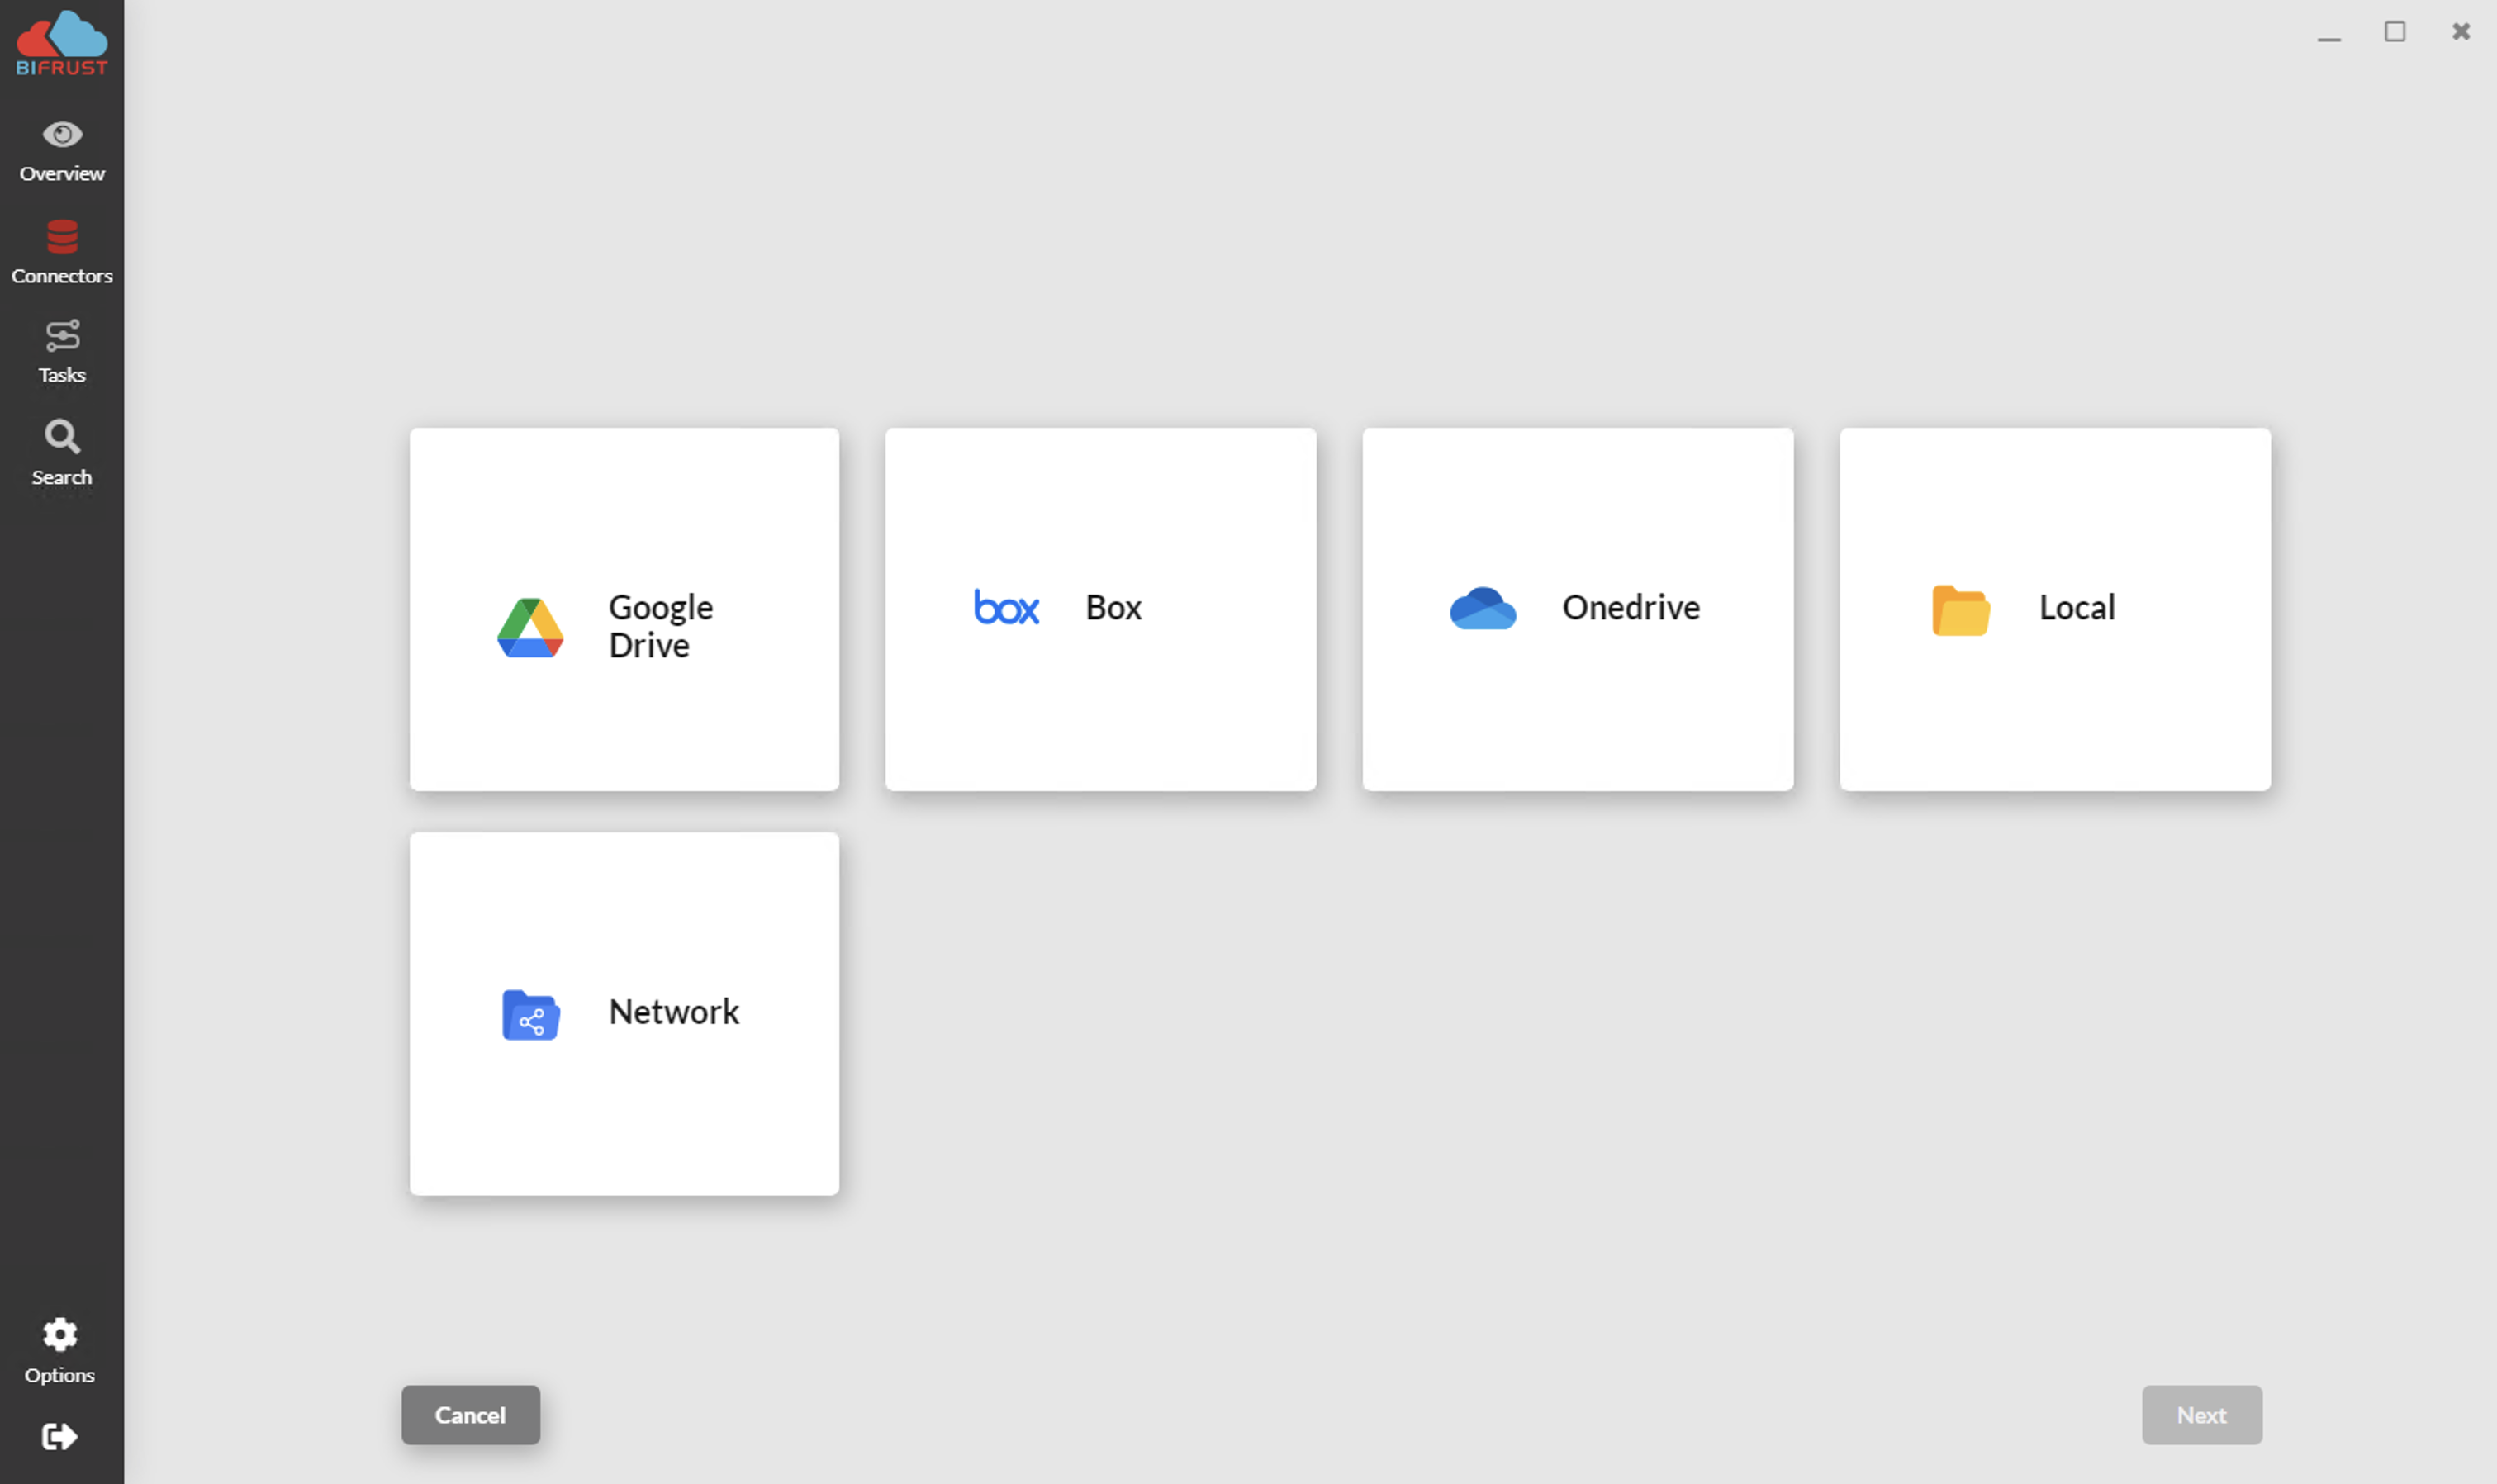 BIFRUST
Overview
Connectors
Tasks
Search
Google
Drive
box
Box
Onedrive
Local
Network
Options
Cancel
Next